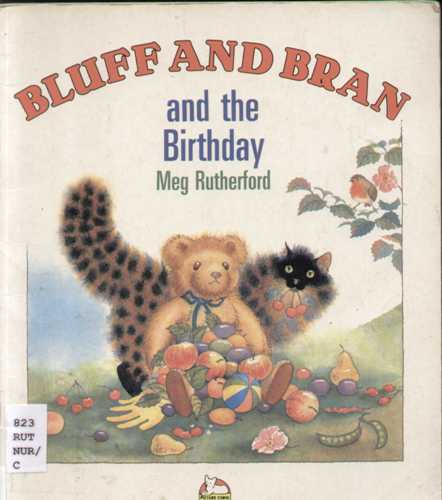 BLUFF AND BRAN
and the
Birthday
Meg Rutherford
823
RUT
NUR/
C